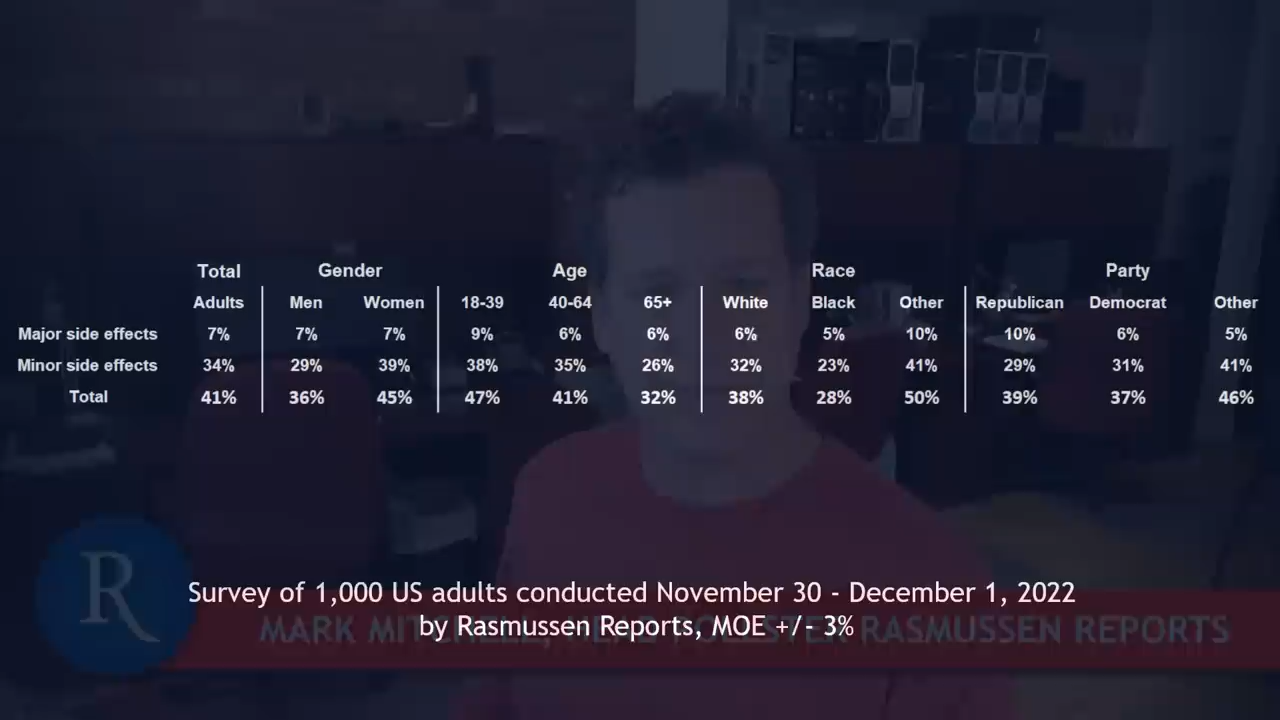 Total Gender Age Race Party
Adults Men Women 18-39 40-64 65+ White Black Other Republican Democrat Other
Major side effects 7% 7% 7% 9% 6% 6% 6% 5% 10% 10% 6% 5%
Minor side effects 34% 29% 39% 38% 35% 26% 32% 23% 41% 29% 31% 41%
Total 41% 36% 45% 47% 41% 32% 38% 28% 50% 39% 37% 46%
R
Survey of 1,000 US adults conducted November 30 - December 1, 2022
by Rasmussen Reports, MOE +/- 3%
MARK RASMUSSEN REPORTS